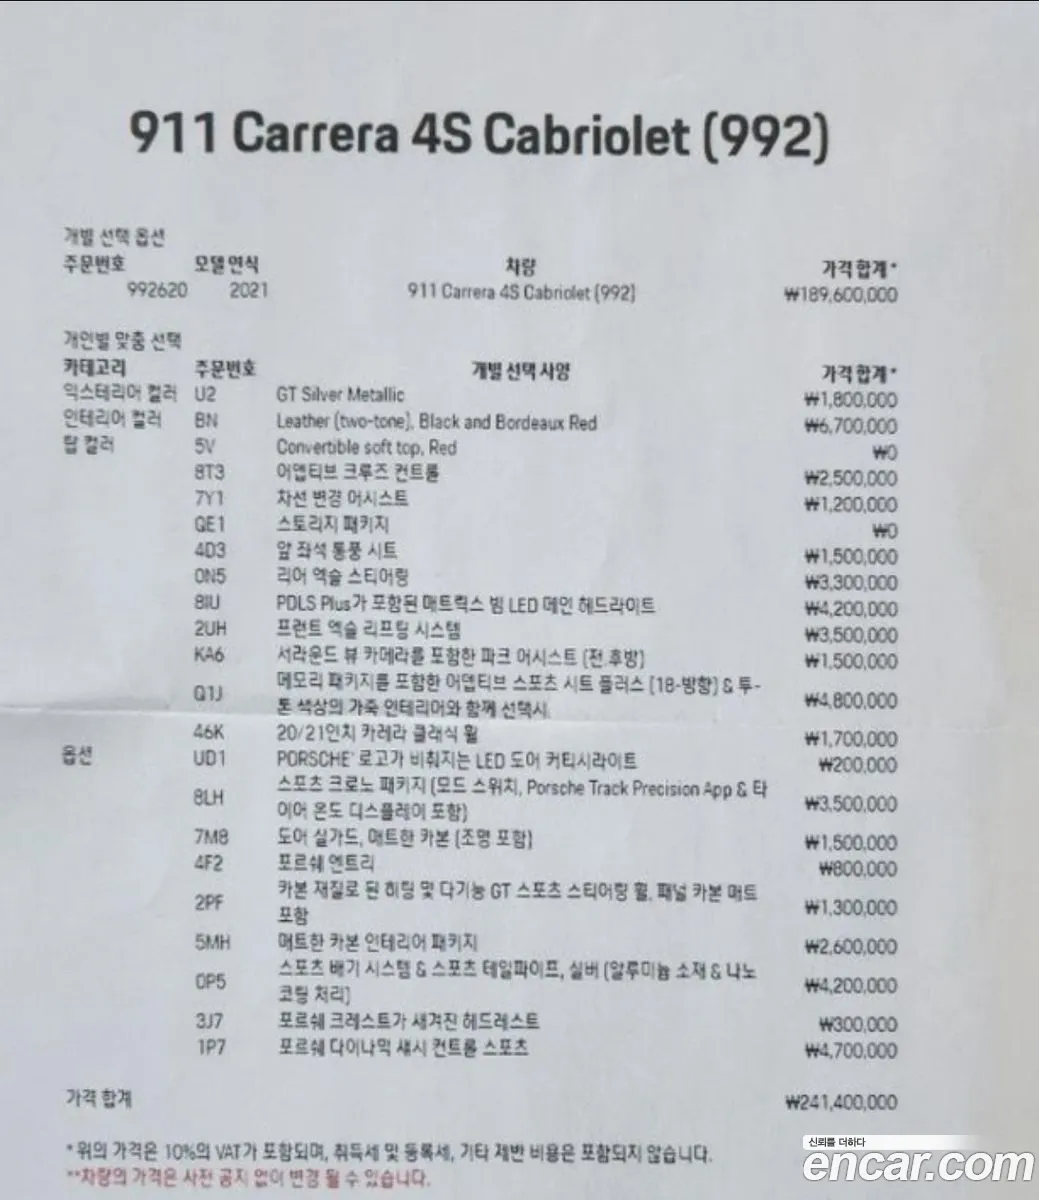 911 Carrera 4S Cabriolet (992)
개별 선택 옵션
주문번호 모델 연식 차량 가격 합계*
992620 2021 911 Carrera 4S Cabriolet (992) ₩189,600,000
개인별 맞춤 선택
카테고리 주문번호 개별 선택 사양 가격 합계*
익스테리어 컬러 U2 GT Silver Metallic ₩1,800,000
인테리어 컬러 BN Leather (two-tone), Black and Bordeaux Red ₩6,700,000
탑 컬러 5V Convertible soft top, Red ₩0
8T3 어댑티브 크루즈 컨트롤 ₩2,500,000
7Y1 차선 변경 어시스트 ₩1,200,000
QE1 스토리지 패키지 ₩0
4D3 앞 좌석 통풍 시트 ₩1,500,000
0N5 리어 액슬 스티어링 ₩3,300,000
8IU PDLS Plus가 포함된 매트릭스 빔 LED 메인 헤드라이트 ₩4,200,000
2UH 프런트 액슬 리프팅 시스템 ₩3,500,000
KA6 서라운드 뷰 카메라를 포함한 파크 어시스트 (전,후방) ₩1,500,000
Q1J 메모리 패키지를 포함한 어댑티브 스포츠 시트 플러스 (18-방향) & 투-
톤 색상의 가죽 인테리어와 함께 선택시 ₩4,800,000
46K 20/21인치 카레라 클래식 휠 ₩1,700,000
옵션 UD1 PORSCHE' 로고가 비춰지는 LED 도어 커티시라이트 ₩200,000
8LH 스포츠 크로노 패키지 (모드 스위치, Porsche Track Precision App & 타
이어 온도 디스플레이 포함) ₩3,500,000
7M8 도어 실가드, 매트한 카본 (조명 포함) ₩1,500,000
4F2 포르쉐 엔트리 ₩800,000
2PF 카본 재질로 된 히팅 및 다기능 GT 스포츠 스티어링 휠, 패널 카본 매트
포함 ₩1,300,000
5MH 매트한 카본 인테리어 패키지 ₩2,600,000
0P5 스포츠 배기 시스템 & 스포츠 테일파이프, 실버 (알루미늄 소재 & 나노
코팅 처리) ₩4,200,000
3J7 포르쉐 크레스트가 새겨진 헤드레스트 ₩300,000
1P7 포르쉐 다이나믹 섀시 컨트롤 스포츠 ₩4,700,000
가격 합계 ₩241,400,000
* 위의 가격은 10%의 VAT가 포함되며, 취득세 및 등록세, 기타 제반 비용은 포함되지 않습니다.
**차량의 가격은 사전 공지 없이 변경 될 수 있습니다.
신뢰를 더하다
encar.com